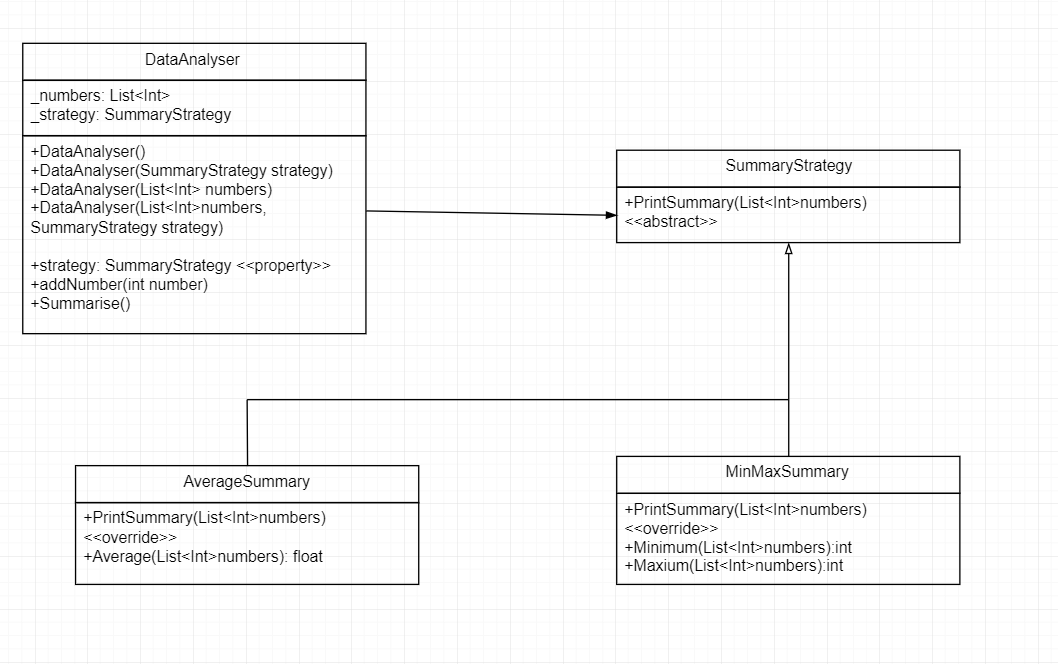 DataAnalyser
_numbers: List<Int>
_strategy: SummaryStrategy
+DataAnalyser()
+DataAnalyser(SummaryStrategy strategy)
+DataAnalyser(List<Int> numbers)
+DataAnalyser(List<Int>numbers,
SummaryStrategy strategy)
+strategy: SummaryStrategy <<property>>
+addNumber(int number)
+Summarise()
SummaryStrategy
+PrintSummary(List<Int>numbers)
<<abstract>>
AverageSummary
+PrintSummary(List<Int>numbers)
<<override>>
+Average(List<Int>numbers): float
MinMaxSummary
+PrintSummary(List<Int>numbers)
<<override>>
+Minimum(List<Int>numbers):int
+Maxium(List<Int>numbers):int